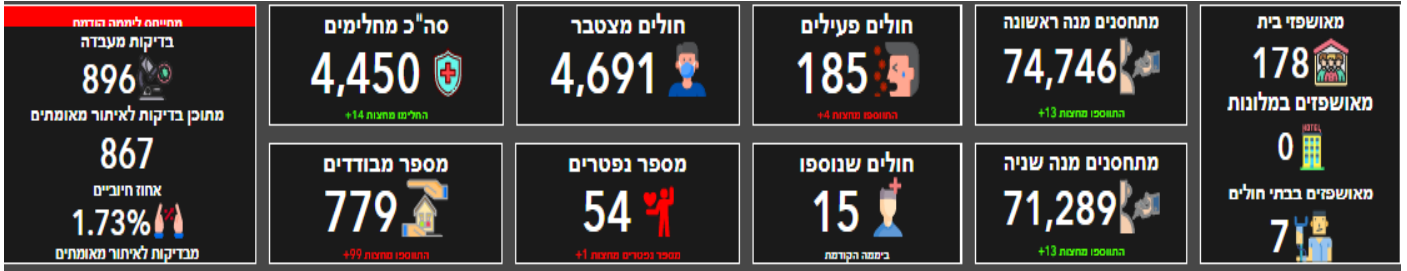 מאושפזי בית
178
מאושפזים במלונות
0
HOTEL
מאושפזים בבתי חולים
7
מתחסנים מנה ראשונה
74,746
התווספו מחצות 13+
מתחסנים מנה שניה
71,289
התווספו מחצות 13+
חולים פעילים
185
התווספו מחצות 4+
חולים שנוספו
15
ביממה הקודמת
חולים מצטבר
4,691
מספר נפטרים
54
מספר נפטרים מחצות 1+
סה"כ מחלימים
4,450
החלימו מחצות 14+
מספר מבודדים
779
התווספו מחצות 99+
מתייחס ליממה קודמת
בדיקות מעבדה
896
מתוכן בדיקות לאיתור מאומתים
867
אחוז חיוביים
1.73%
מבדיקות לאיתור מאומתים